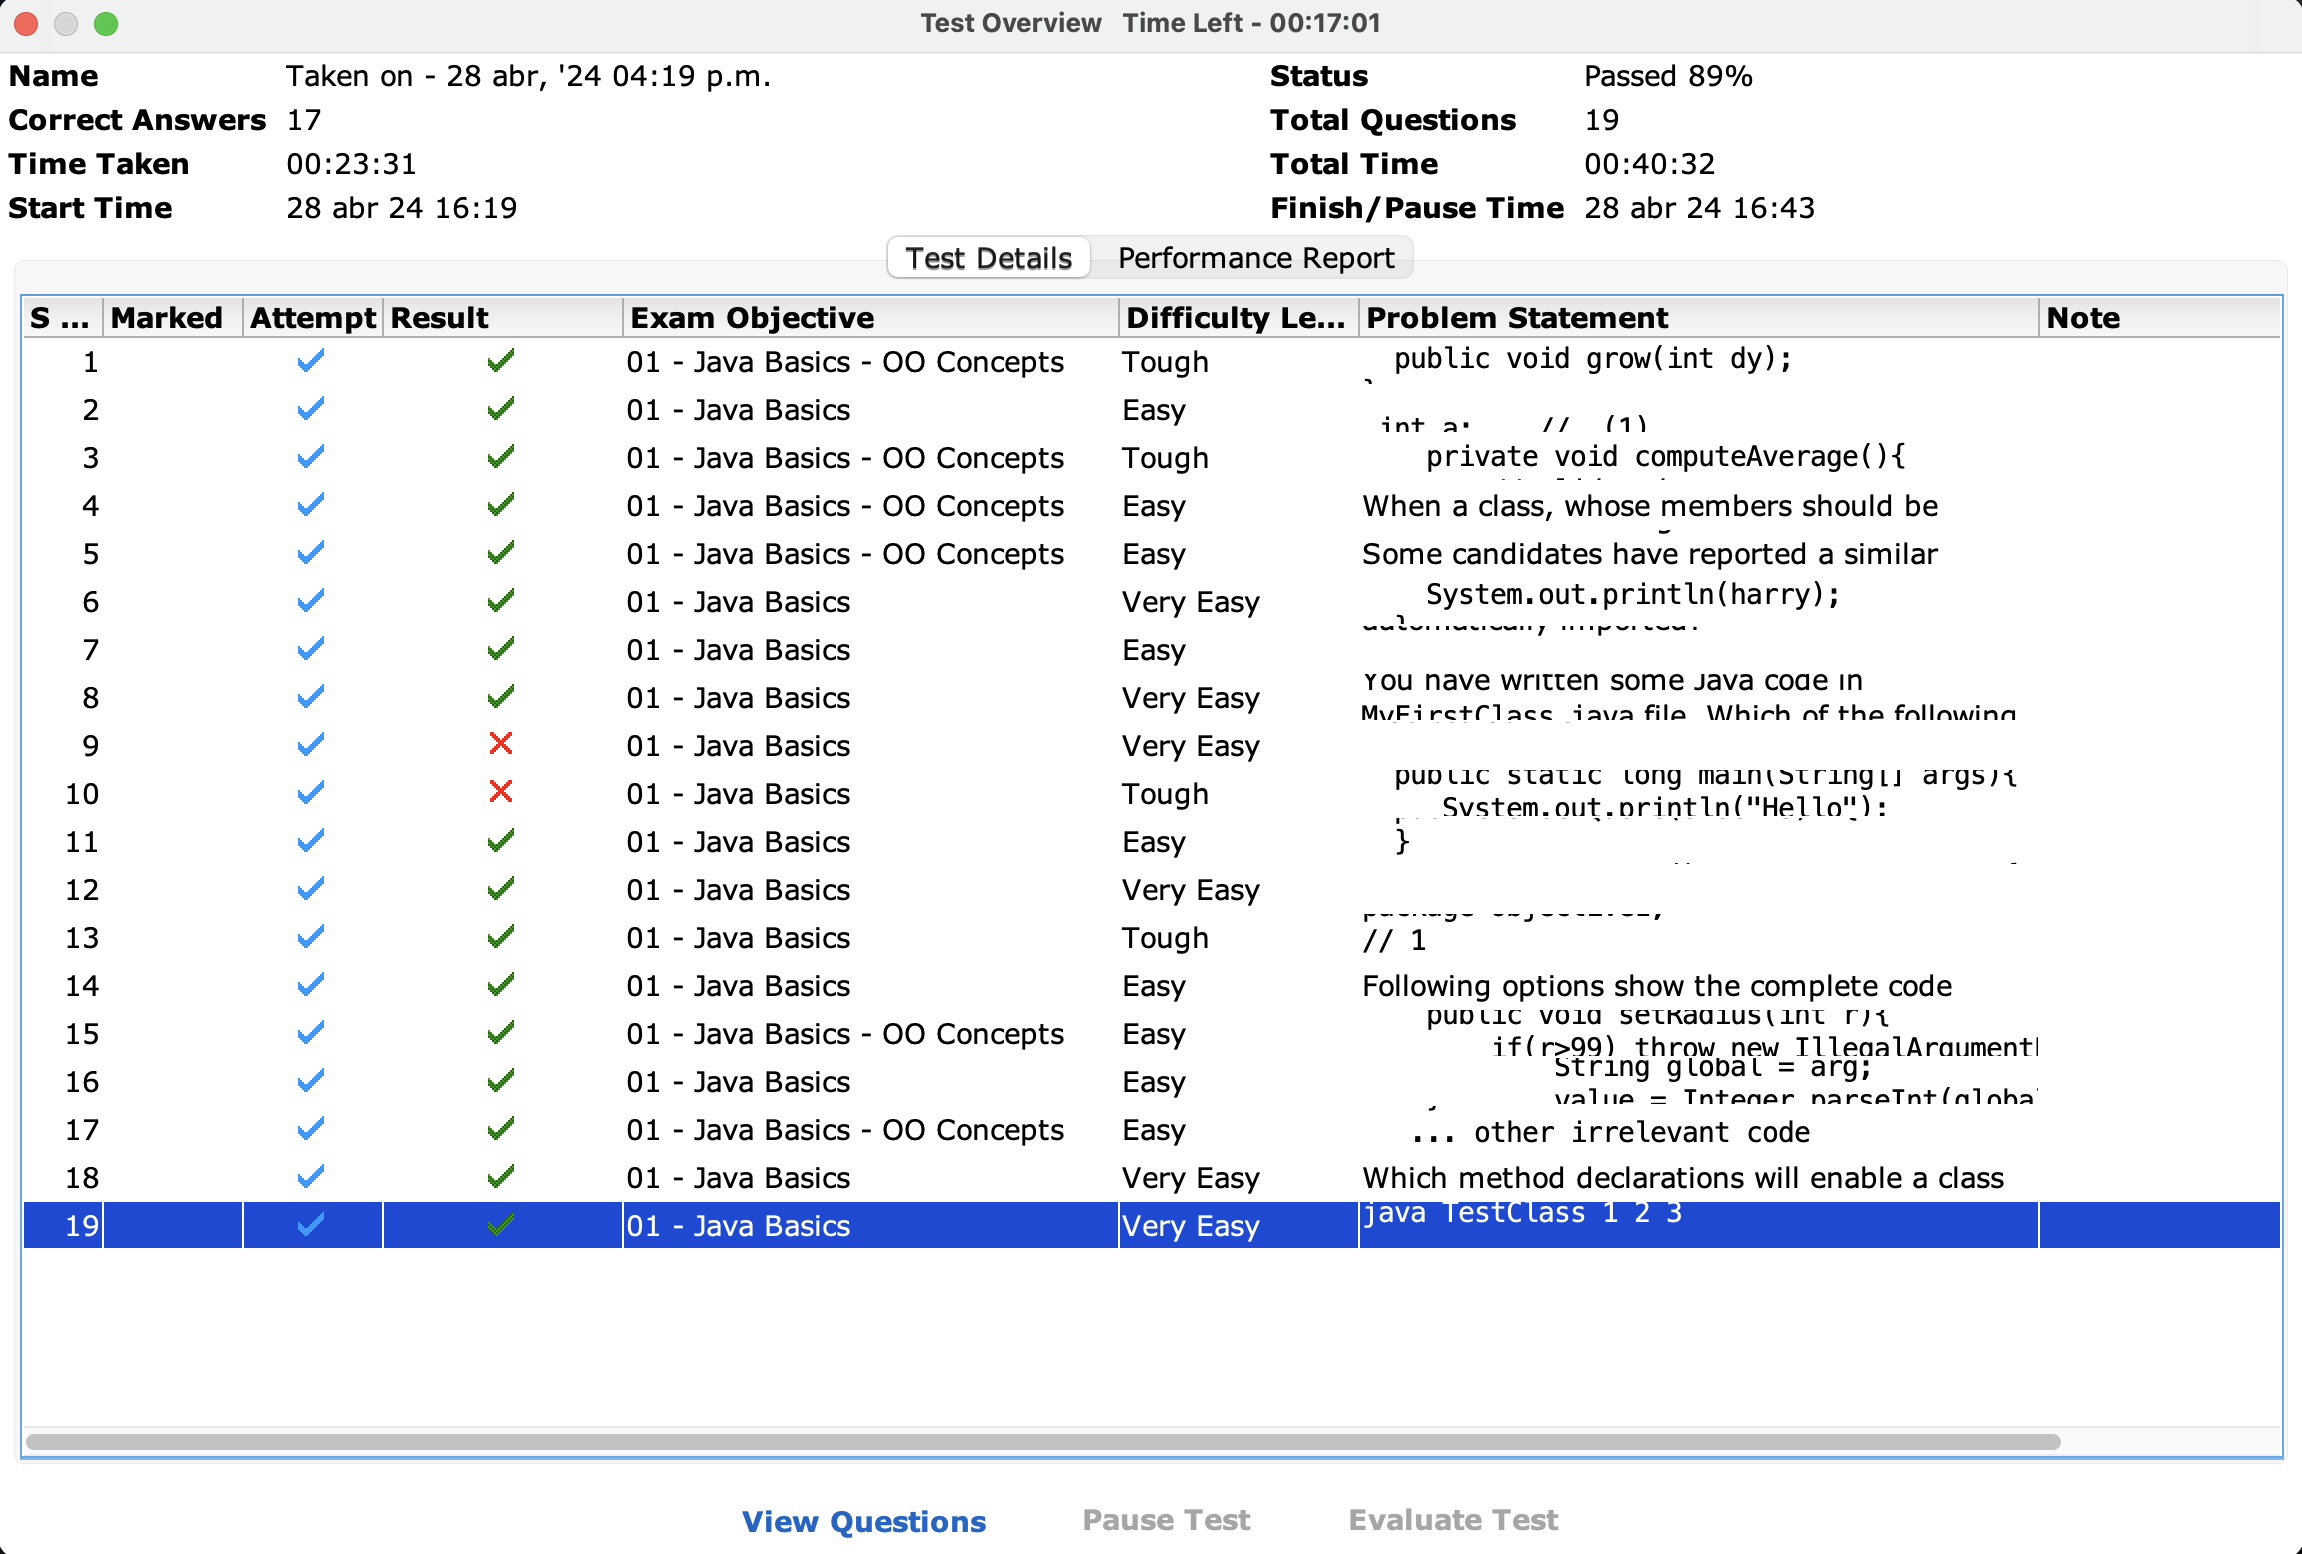 Test Overview Time Left - 00:17:01
Name Taken on - 28 abr, '24 04:19 p.m. Status Passed 89%
Correct Answers 17 Total Questions 19
Time Taken 00:23:31 Total Time 00:40:32
Start Time 28 abr 24 16:19 Finish/Pause Time 28 abr 24 16:43
Test Details Performance Report
S ... Marked Attempt Result Exam Objective Difficulty Le... Problem Statement Note
1 01 - Java Basics - OO Concepts Tough public void grow(int dy);
2 01 - Java Basics Easy
int a; // (1)
3 01 - Java Basics - OO Concepts Tough private void computeAverage(){
4 01 - Java Basics - OO Concepts Easy When a class, whose members should be
5 01 - Java Basics - OO Concepts Easy Some candidates have reported a similar
6 01 - Java Basics Very Easy System.out.println(harry);
automatically imported?
7 01 - Java Basics Easy
You have written some Java code in
8 01 - Java Basics Very Easy
MyFirstClass.java file. Which of the following
9 01 - Java Basics Very Easy
public static long main(String[] args){
10 01 - Java Basics Tough
System.out.println("Hello");
11 01 - Java Basics Easy }
12 01 - Java Basics Very Easy
13 01 - Java Basics Tough // 1
14 01 - Java Basics Easy Following options show the complete code
public void setRadius(int r){
15 01 - Java Basics - OO Concepts Easy
if(r>99) throw new IllegalArgument
String global = arg;
16 01 - Java Basics Easy
value = Integer.parseInt(global
17 01 - Java Basics - OO Concepts Easy ... other irrelevant code
18 01 - Java Basics Very Easy Which method declarations will enable a class
19 01 - Java Basics Very Easy java TestClass 1 2 3
View Questions Pause Test Evaluate Test